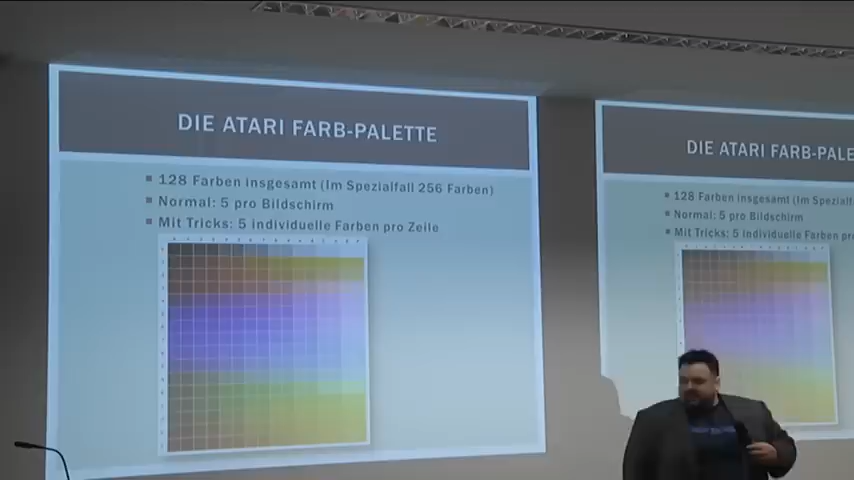 DIE ATARI FARB-PALETTE
128 Farben insgesamt (Im Spezialfall 256 Farben)
Normal: 5 pro Bildschirm
Mit Tricks: 5 individuelle Farben pro Zeile
DIE ATARI FARB-PALE
128 Farben insgesamt (Im Spezialf
Normal: 5 pro Bildschirm
Mit Tricks: 5 individuelle Farben pr